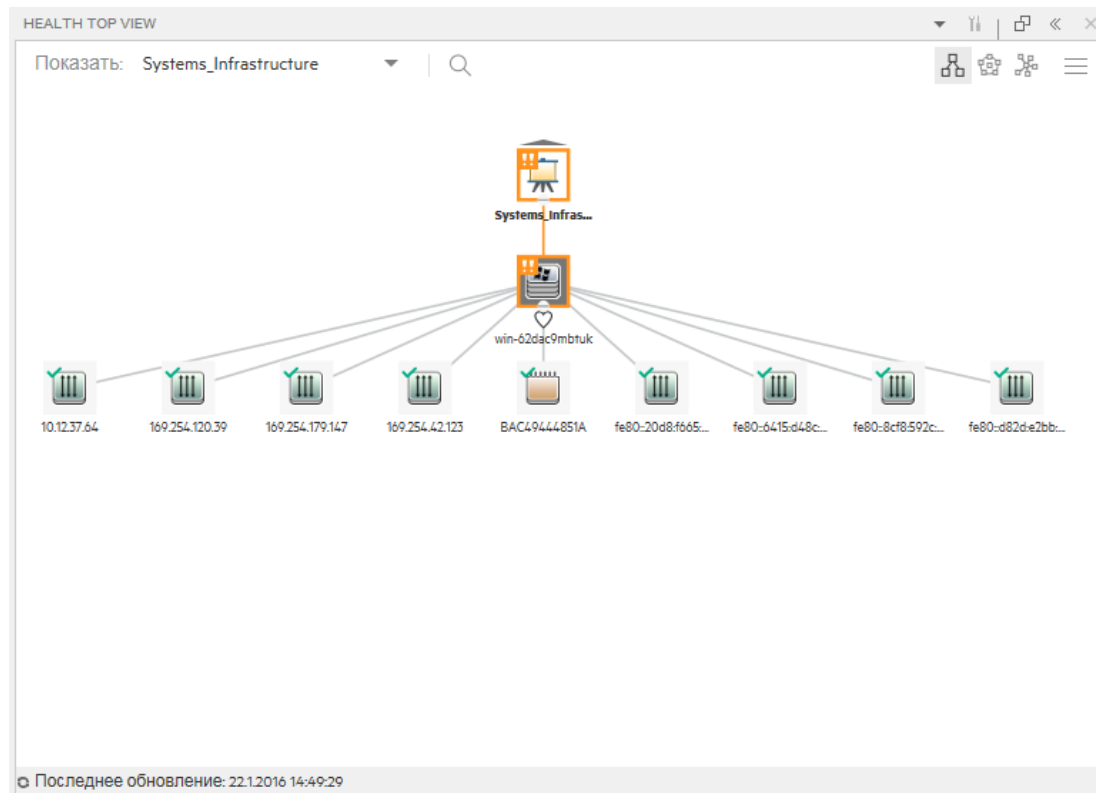 HEALTH TOP VIEW
Показать: Systems_Infrastructure
Systems_Infras...
win-62dac9mbtuk
10.12.37.64 169.254.120.39 169.254.179.147 169.254.42.123 BAC49444851A fe80::20d8:f665:... fe80::6415:d48c:... fe80::8cf8:592c:... fe80::d82d:e2bb:...
Последнее обновление: 22.1.2016 14:49:29